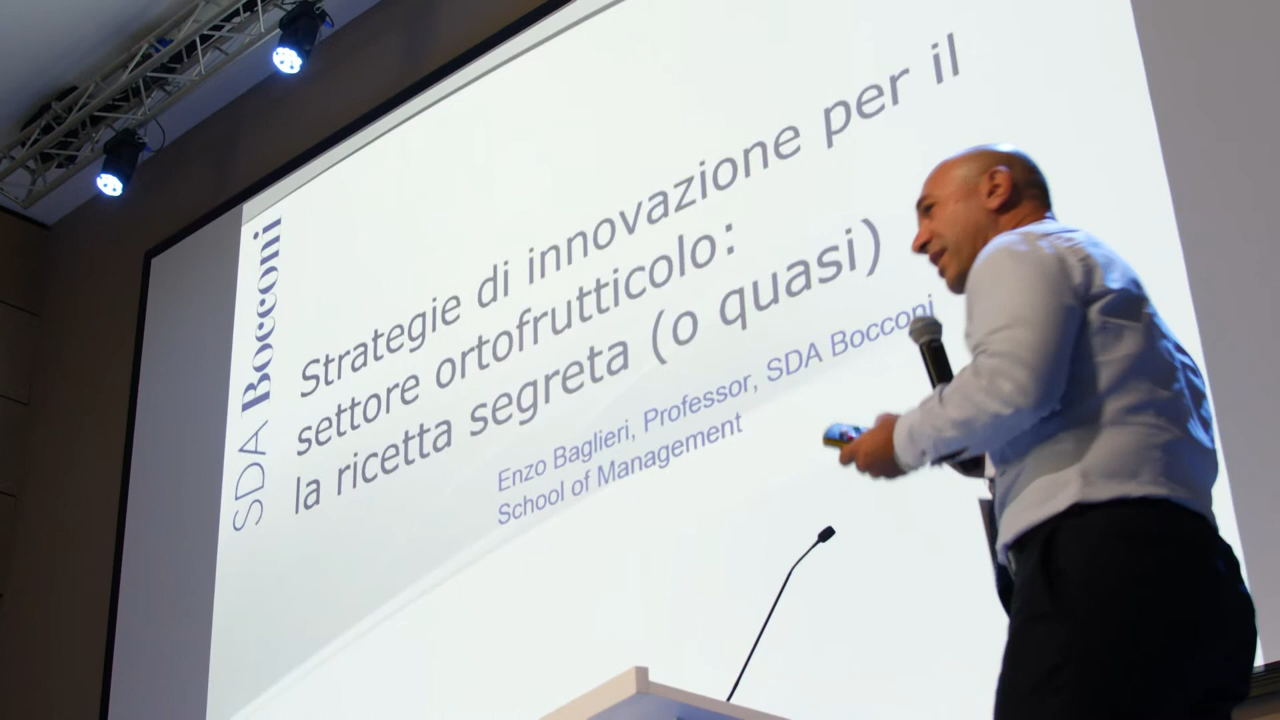 SDA Bocconi
Strategie di innovazione per il
settore ortofrutticolo:
la ricetta segreta (o quasi)
Enzo Baglieri, Professor, SDA Bocconi
School of Management